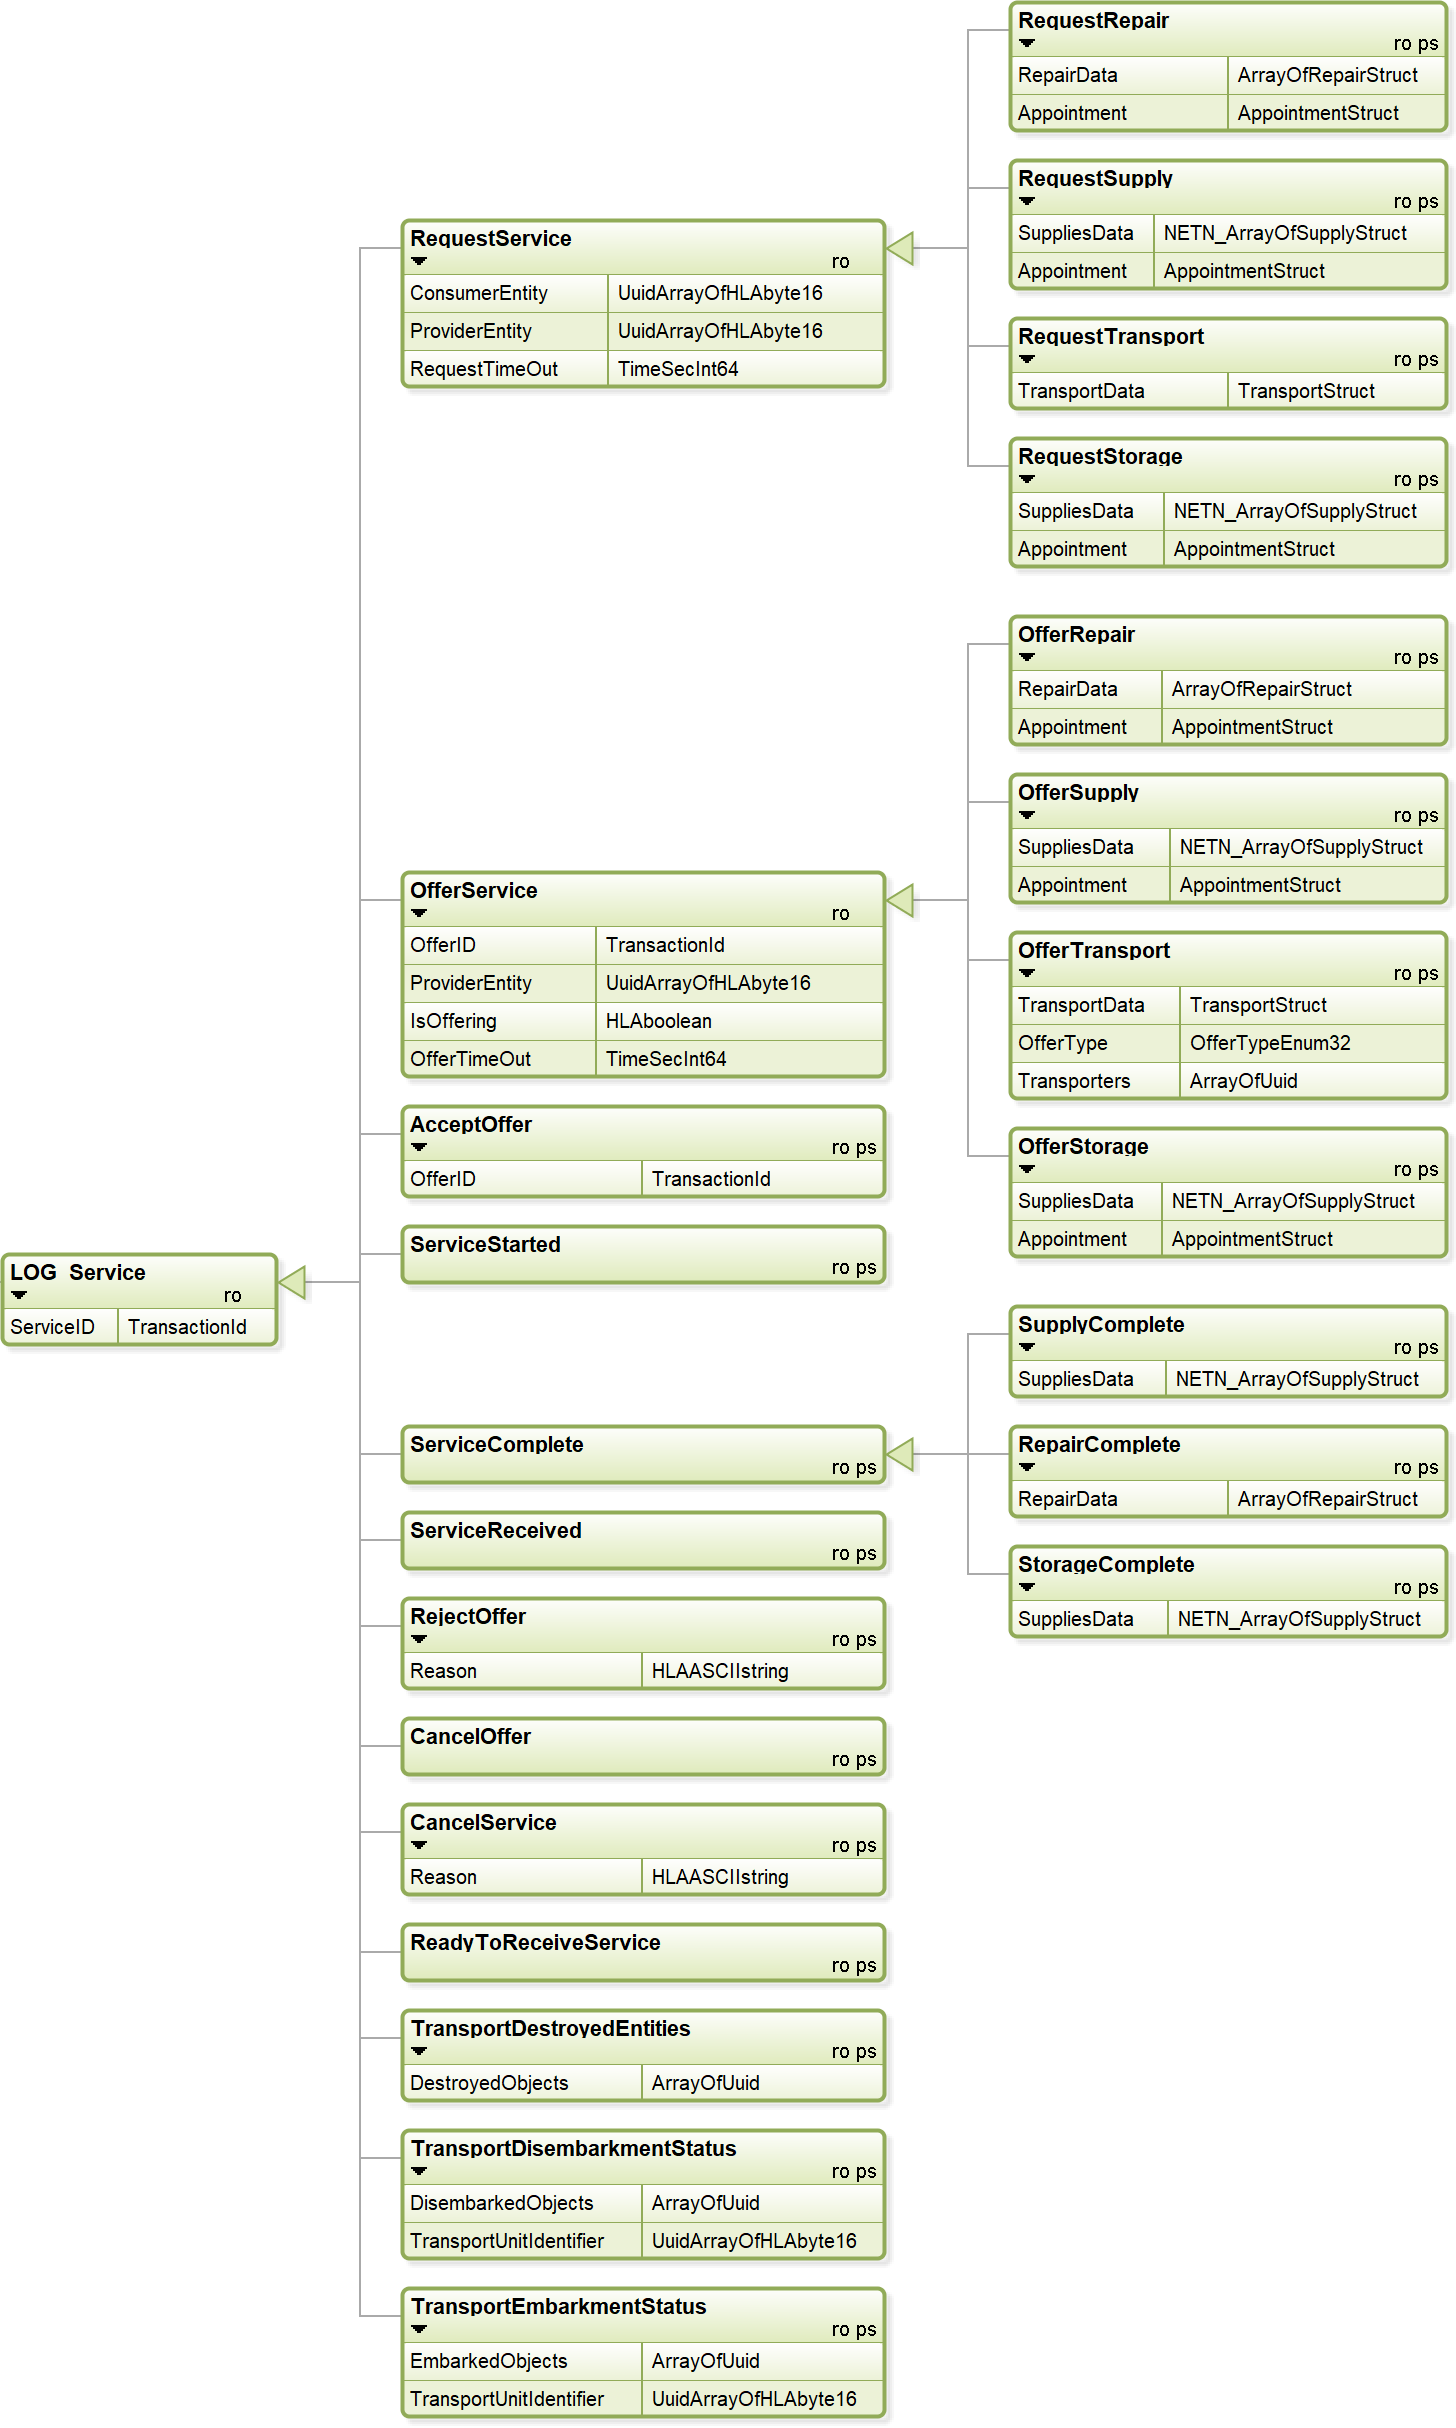 LOG_Service
ro
ServiceID TransactionId
RequestService
ro
ConsumerEntity UuidArrayOfHLAbyte16
ProviderEntity UuidArrayOfHLAbyte16
RequestTimeOut TimeSecInt64
RequestRepair
ro ps
RepairData ArrayOfRepairStruct
Appointment AppointmentStruct
RequestSupply
ro ps
SuppliesData NETN_ArrayOfSupplyStruct
Appointment AppointmentStruct
RequestTransport
ro ps
TransportData TransportStruct
RequestStorage
ro ps
SuppliesData NETN_ArrayOfSupplyStruct
Appointment AppointmentStruct
OfferService
ro
OfferID TransactionId
ProviderEntity UuidArrayOfHLAbyte16
IsOffering HLAboolean
OfferTimeOut TimeSecInt64
OfferRepair
ro ps
RepairData ArrayOfRepairStruct
Appointment AppointmentStruct
OfferSupply
ro ps
SuppliesData NETN_ArrayOfSupplyStruct
Appointment AppointmentStruct
OfferTransport
ro ps
TransportData TransportStruct
OfferType OfferTypeEnum32
Transporters ArrayOfUuid
OfferStorage
ro ps
SuppliesData NETN_ArrayOfSupplyStruct
Appointment AppointmentStruct
AcceptOffer
ro ps
OfferID TransactionId
ServiceStarted
ro ps
ServiceComplete
ro ps
SupplyComplete
ro ps
SuppliesData NETN_ArrayOfSupplyStruct
RepairComplete
ro ps
RepairData ArrayOfRepairStruct
StorageComplete
ro ps
SuppliesData NETN_ArrayOfSupplyStruct
ServiceReceived
ro ps
RejectOffer
ro ps
Reason HLAASCIIstring
CancelOffer
ro ps
CancelService
ro ps
Reason HLAASCIIstring
ReadyToReceiveService
ro ps
TransportDestroyedEntities
ro ps
DestroyedObjects ArrayOfUuid
TransportDisembarkmentStatus
ro ps
DisembarkedObjects ArrayOfUuid
TransportUnitIdentifier UuidArrayOfHLAbyte16
TransportEmbarkmentStatus
ro ps
EmbarkedObjects ArrayOfUuid
TransportUnitIdentifier UuidArrayOfHLAbyte16